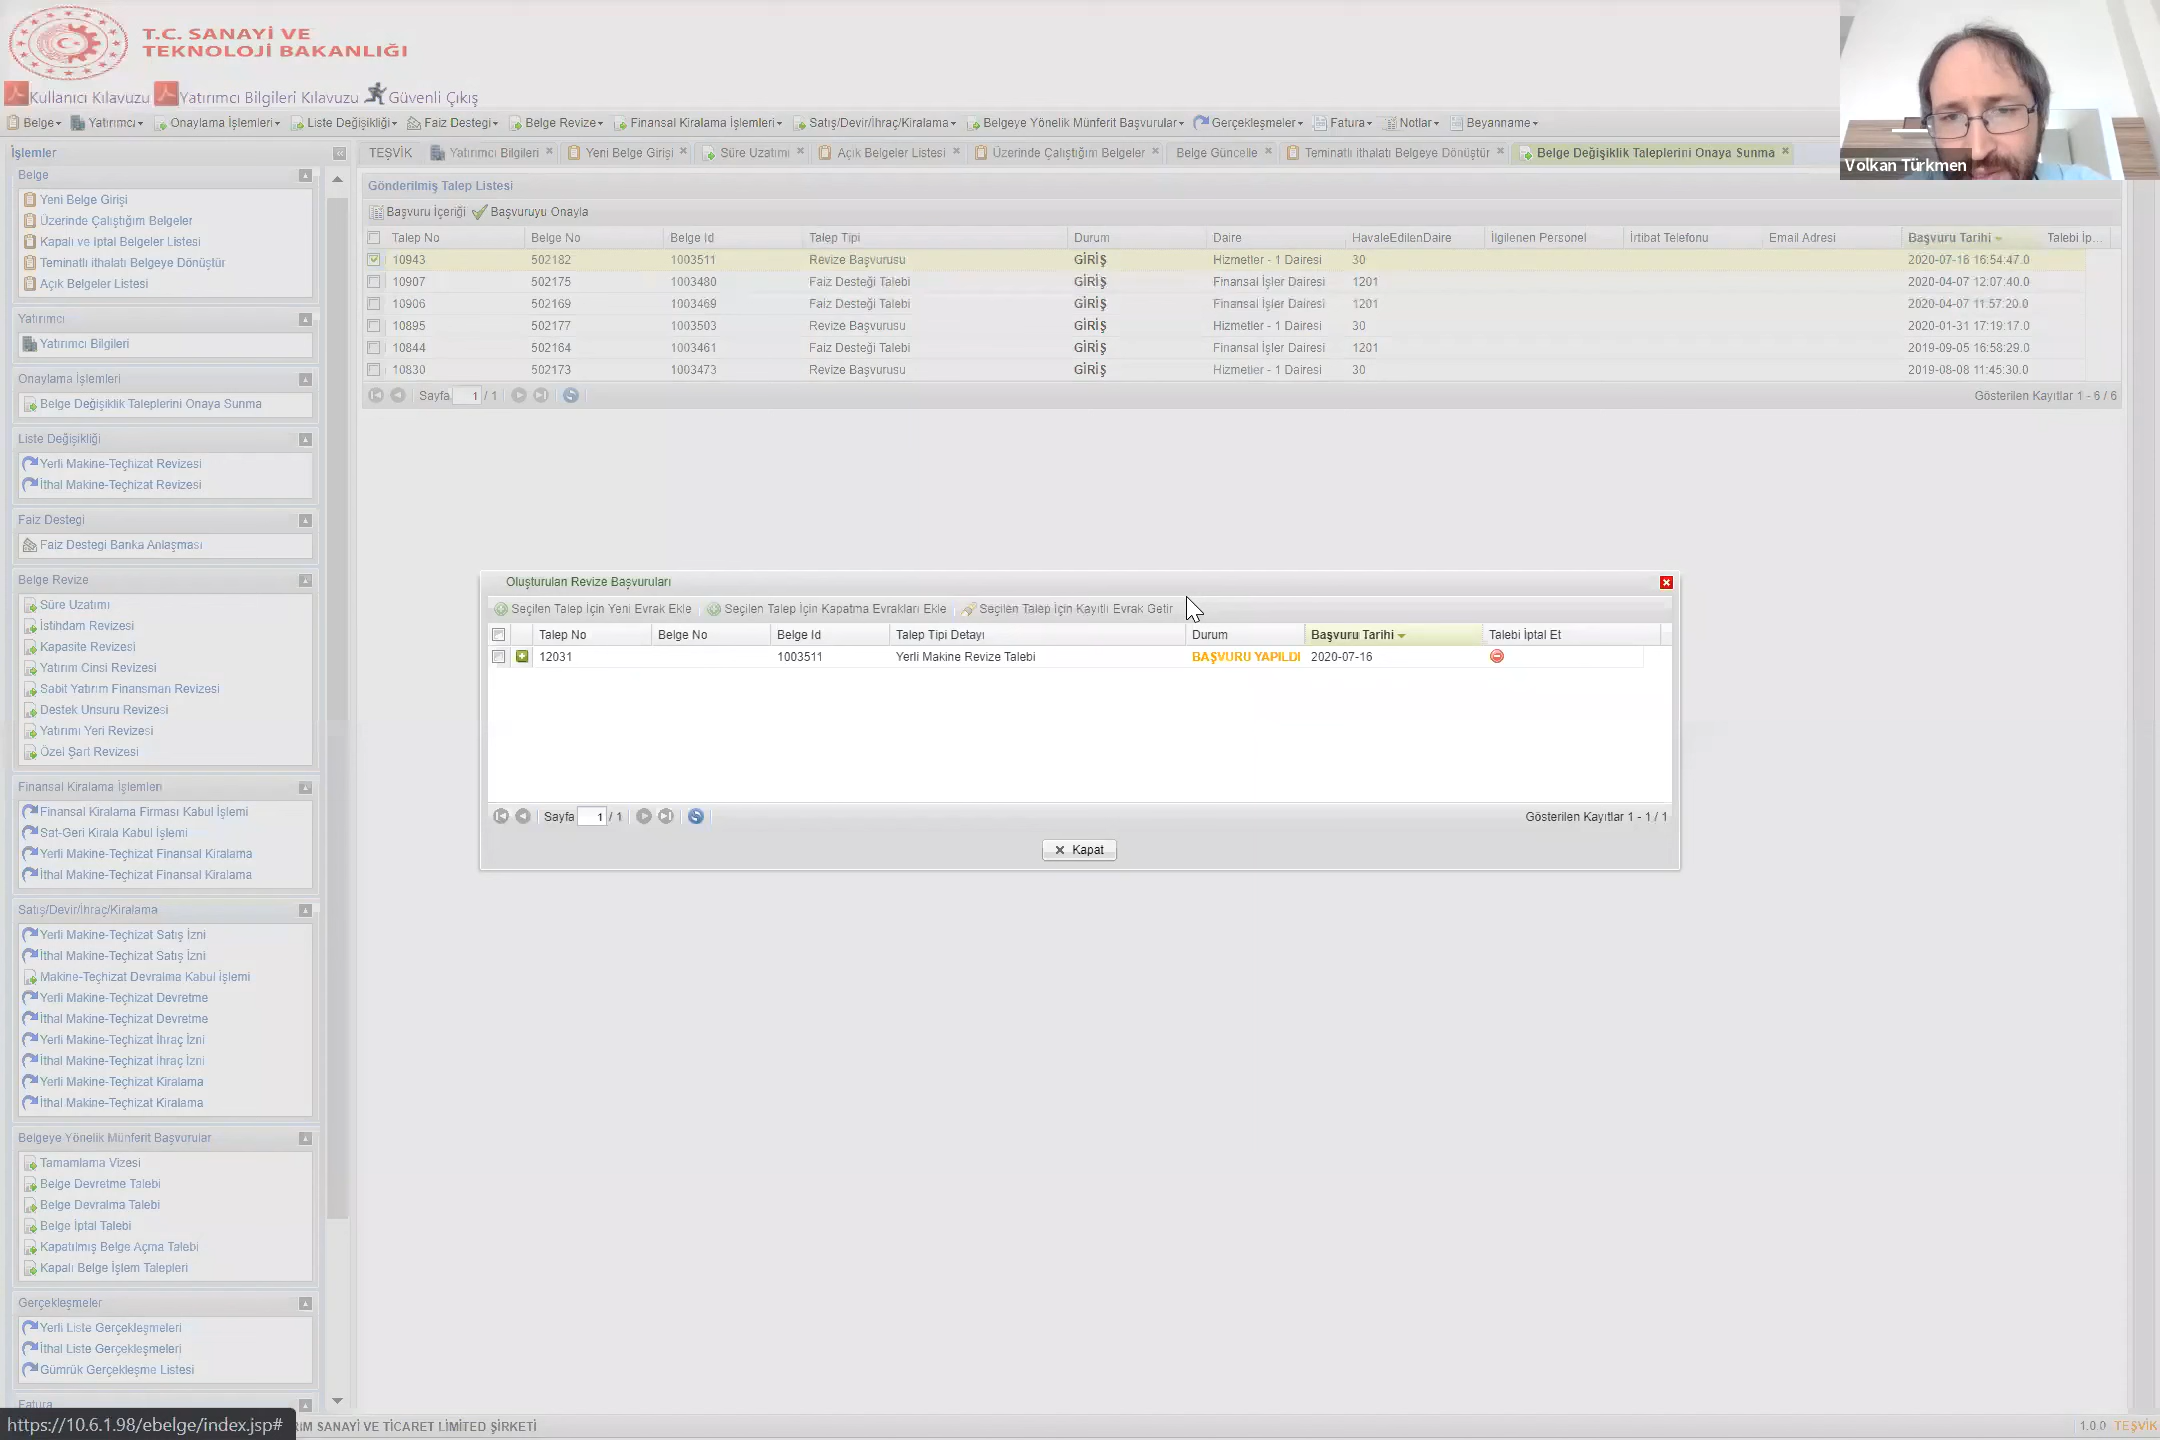 T.C. SANAYİ VE
TEKNOLOJİ BAKANLIĞI
Kullanıcı Kılavuzu Yatırımcı Bilgileri Kılavuzu Güvenli Çıkış
Belge Yatırımcı Onaylama İşlemleri Liste Değişikliği Faiz Destegi Belge Revize Finansal Kiralama İşlemleri Satış/Devir/İhraç/Kiralama Belgeye Yönelik Münferit Başvurular Gerçekleşmeler Fatura Notlar Beyanname
Volkan Türkmen
İşlemler
TEŞVİK Yatırımcı Bilgileri Yeni Belge Girişi Süre Uzatımı Açık Belgeler Listesi Üzerinde Çalıştığım Belgeler Belge Güncelle Teminatlı ithalatı Belgeye Dönüştür Belge Değişiklik Taleplerini Onaya Sunma
Belge
Yeni Belge Girişi
Üzerinde Çalıştığım Belgeler
Kapalı ve İptal Belgeler Listesi
Teminatlı ithalatı Belgeye Dönüştür
Açık Belgeler Listesi
Yatırımcı
Yatırımcı Bilgileri
Onaylama İşlemleri
Belge Değişiklik Taleplerini Onaya Sunma
Liste Değişikliği
Yerli Makine-Teçhizat Revizesi
İthal Makine-Teçhizat Revizesi
Faiz Destegi
Faiz Destegi Banka Anlaşması
Belge Revize
Süre Uzatımı
İstihdam Revizesi
Kapasite Revizesi
Yatırım Cinsi Revizesi
Sabit Yatırım Finansman Revizesi
Destek Unsuru Revizesi
Yatırımı Yeri Revizesi
Özel Şart Revizesi
Finansal Kiralama İşlemleri
Finansal Kiralama Firması Kabul İşlemi
Sat-Geri Kirala Kabul İşlemi
Yerli Makine-Teçhizat Finansal Kiralama
İthal Makine-Teçhizat Finansal Kiralama
Satış/Devir/İhraç/Kiralama
Yerli Makine-Teçhizat Satış İzni
İthal Makine-Teçhizat Satış İzni
Makine-Teçhizat Devralma Kabul İşlemi
Yerli Makine-Teçhizat Devretme
İthal Makine-Teçhizat Devretme
Yerli Makine-Teçhizat İhraç İzni
İthal Makine-Teçhizat İhraç İzni
Yerli Makine-Teçhizat Kiralama
İthal Makine-Teçhizat Kiralama
Belgeye Yönelik Münferit Başvurular
Tamamlama Vizesi
Belge Devretme Talebi
Belge Devralma Talebi
Belge İptal Talebi
Kapatılmış Belge Açma Talebi
Kapalı Belge İşlem Talepleri
Gerçekleşmeler
Yerli Liste Gerçekleşmeleri
İthal Liste Gerçekleşmeleri
Gümrük Gerçekleşme Listesi
Fatura
Gönderilmiş Talep Listesi
Başvuru İçeriği Başvuruyu Onayla
Talep No Belge No Belge Id Talep Tipi Durum Daire HavaleEdilenDaire İlgilenen Personel İrtibat Telefonu Email Adresi Başvuru Tarihi Talebi İp...
10943 502182 1003511 Revize Başvurusu GİRİŞ Hizmetler - 1 Dairesi 30 2020-07-16 16:54:47.0
10907 502175 1003480 Faiz Desteği Talebi GİRİŞ Finansal İşler Dairesi 1201 2020-04-07 12:07:40.0
10906 502169 1003469 Faiz Desteği Talebi GİRİŞ Finansal İşler Dairesi 1201 2020-04-07 11:57:20.0
10895 502177 1003503 Revize Başvurusu GİRİŞ Hizmetler - 1 Dairesi 30 2020-01-31 17:19:17.0
10844 502164 1003461 Faiz Desteği Talebi GİRİŞ Finansal İşler Dairesi 1201 2019-09-05 16:58:29.0
10830 502173 1003473 Revize Başvurusu GİRİŞ Hizmetler - 1 Dairesi 30 2019-08-08 11:45:30.0
Sayfa 1 / 1 Gösterilen Kayıtlar 1 - 6 / 6
Oluşturulan Revize Başvuruları
Seçilen Talep İçin Yeni Evrak Ekle Seçilen Talep İçin Kapatma Evrakları Ekle Seçilen Talep İçin Kayıtlı Evrak Getir
Talep No Belge No Belge Id Talep Tipi Detayı Durum Başvuru Tarihi Talebi İptal Et
12031 1003511 Yerli Makine Revize Talebi BAŞVURU YAPILDI 2020-07-16
Sayfa 1 / 1 Gösterilen Kayıtlar 1 - 1 / 1
Kapat
https://10.6.1.98/ebelge/index.jsp# SANAYİ VE TİCARET LİMİTED ŞİRKETİ 1.0.0 TEŞVİK